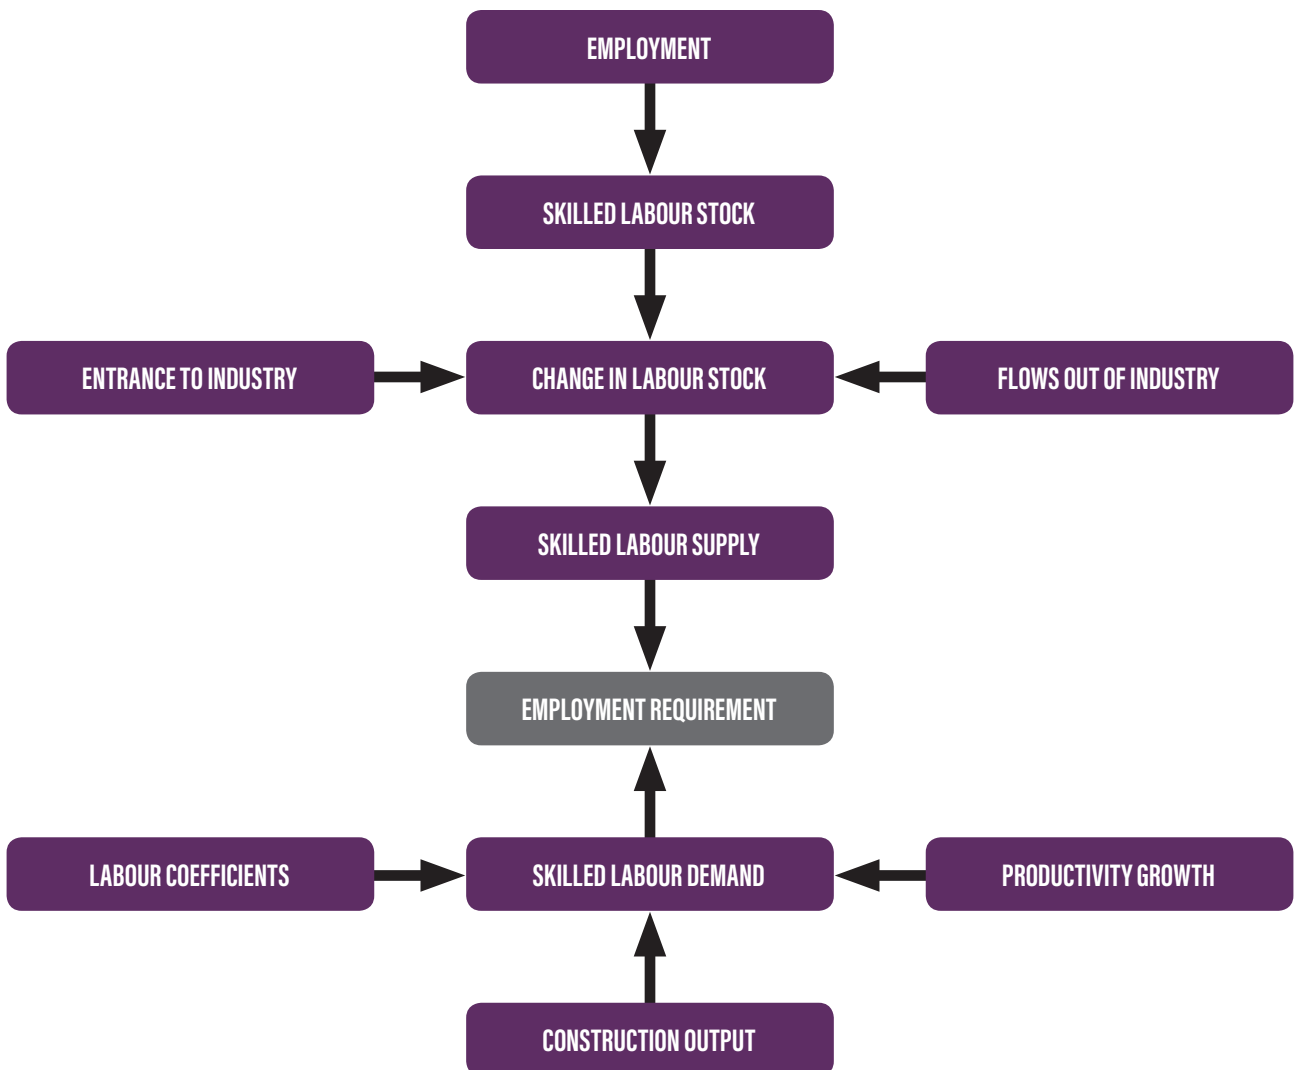 EMPLOYMENT
SKILLED LABOUR STOCK
ENTRANCE TO INDUSTRY
CHANGE IN LABOUR STOCK
FLOWS OUT OF INDUSTRY
SKILLED LABOUR SUPPLY
EMPLOYMENT REQUIREMENT
LABOUR COEFFICIENTS
SKILLED LABOUR DEMAND
PRODUCTIVITY GROWTH
CONSTRUCTION OUTPUT